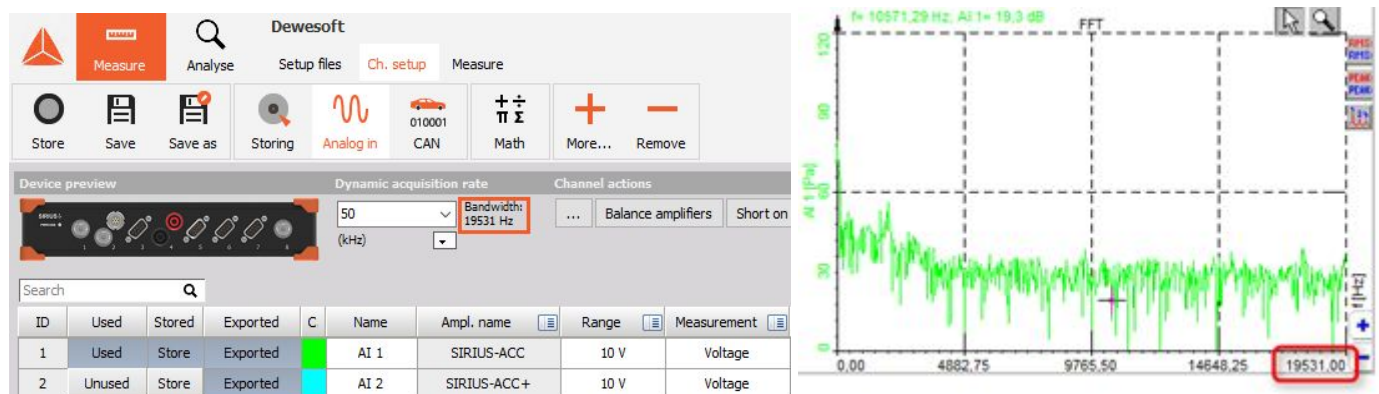 Dewesoft
Measure Analyse Setup files Ch. setup Measure
Store Save Save as Storing Analog in CAN Math More... Remove
010001
Device preview Dynamic acquisition rate Channel actions
50 Bandwidth: 19531 Hz ... Balance amplifiers Short on
(kHz)
Search
ID Used Stored Exported C Name Ampl. name Range Measurement
1 Used Store Exported AI 1 SIRIUS-ACC 10 V Voltage
2 Unused Store Exported AI 2 SIRIUS-ACC+ 10 V Voltage
f= 10571,29 Hz, AI 1= 19,3 dB
FFT
120
90
60
30
0
AI 1 [Pa]
f [Hz]
0,00 4882,75 9765,50 14648,25 19531,00